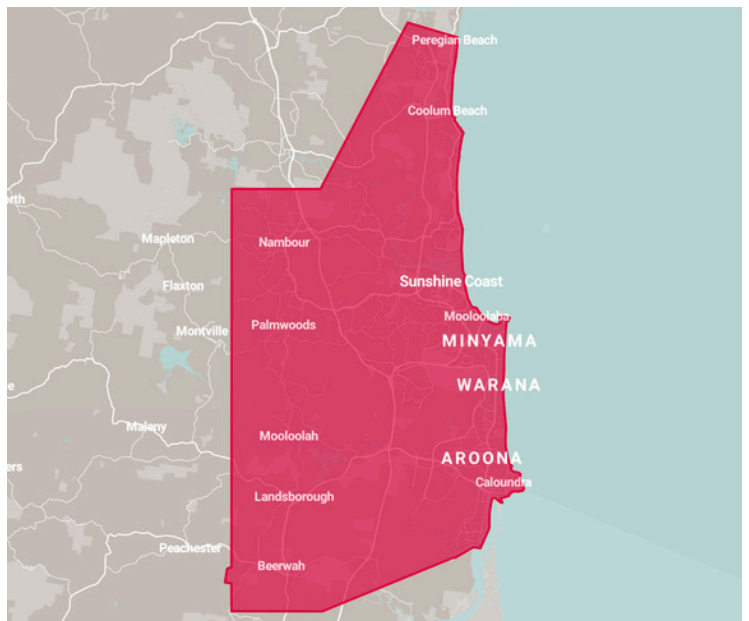 Peregian Beach
Coolum Beach
orth
Mapleton
Nambour
Flaxton
Sunshine Coast
Montville
Palmwoods
Mooloolaba
MINYAMA
WARANA
e
Maleny
Mooloolah
AROONA
ers
Caloundra
Landsborough
Peachester
Beerwah